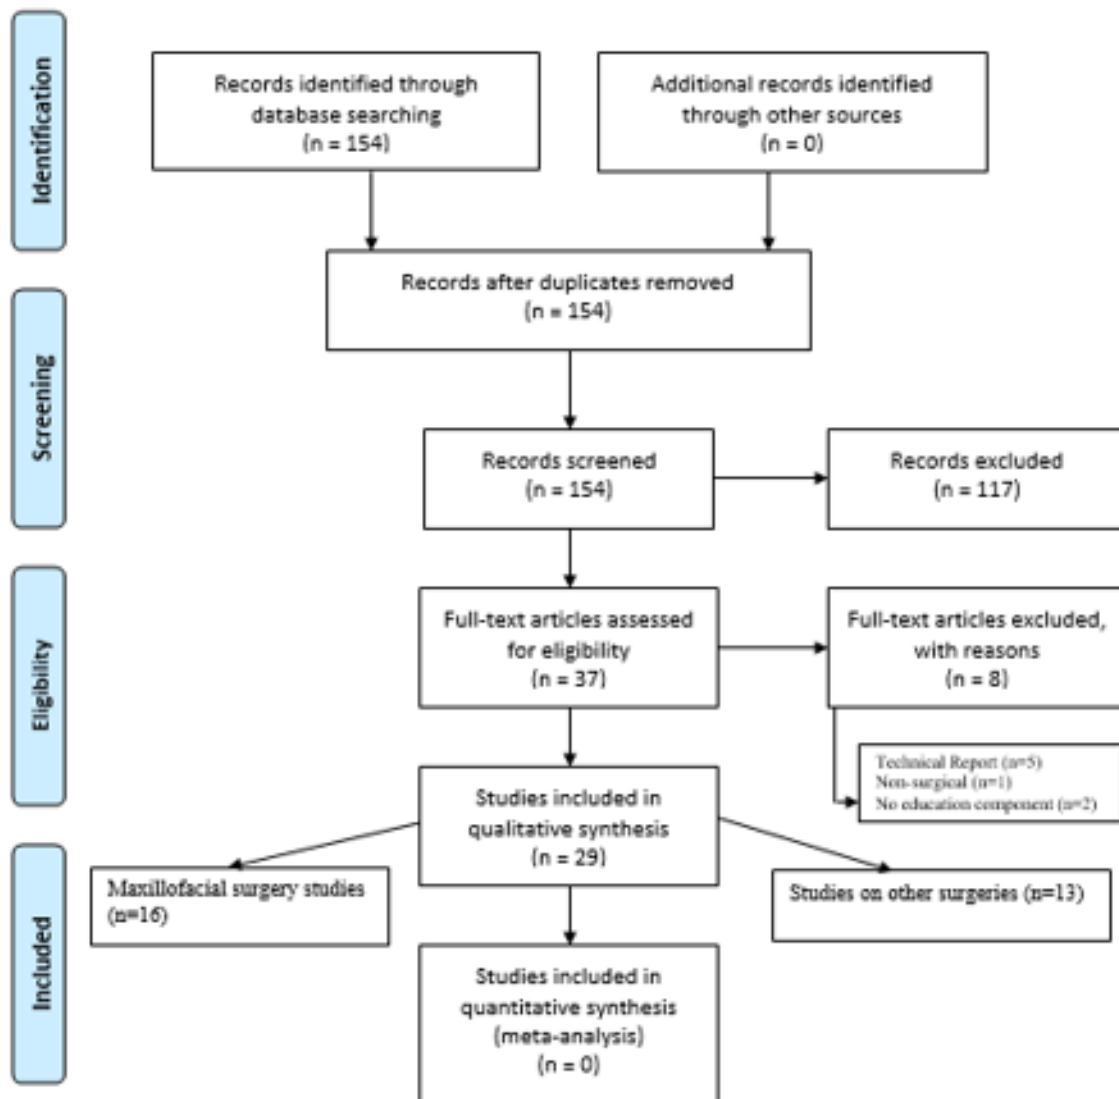 Identification
Records identified through
database searching
(n = 154)
Additional records identified
through other sources
(n = 0)
Records after duplicates removed
(n = 154)
Screening
Records screened
(n = 154)
Records excluded
(n = 117)
Eligibility
Full-text articles assessed
for eligibility
(n = 37)
Full-text articles excluded,
with reasons
(n = 8)
Technical Report (n=5)
Non-surgical (n=1)
No education component (n=2)
Studies included in
qualitative synthesis
(n = 29)
Included
Maxillofacial surgery studies
(n=16)
Studies on other surgeries (n=13)
Studies included in
quantitative synthesis
(meta-analysis)
(n = 0)